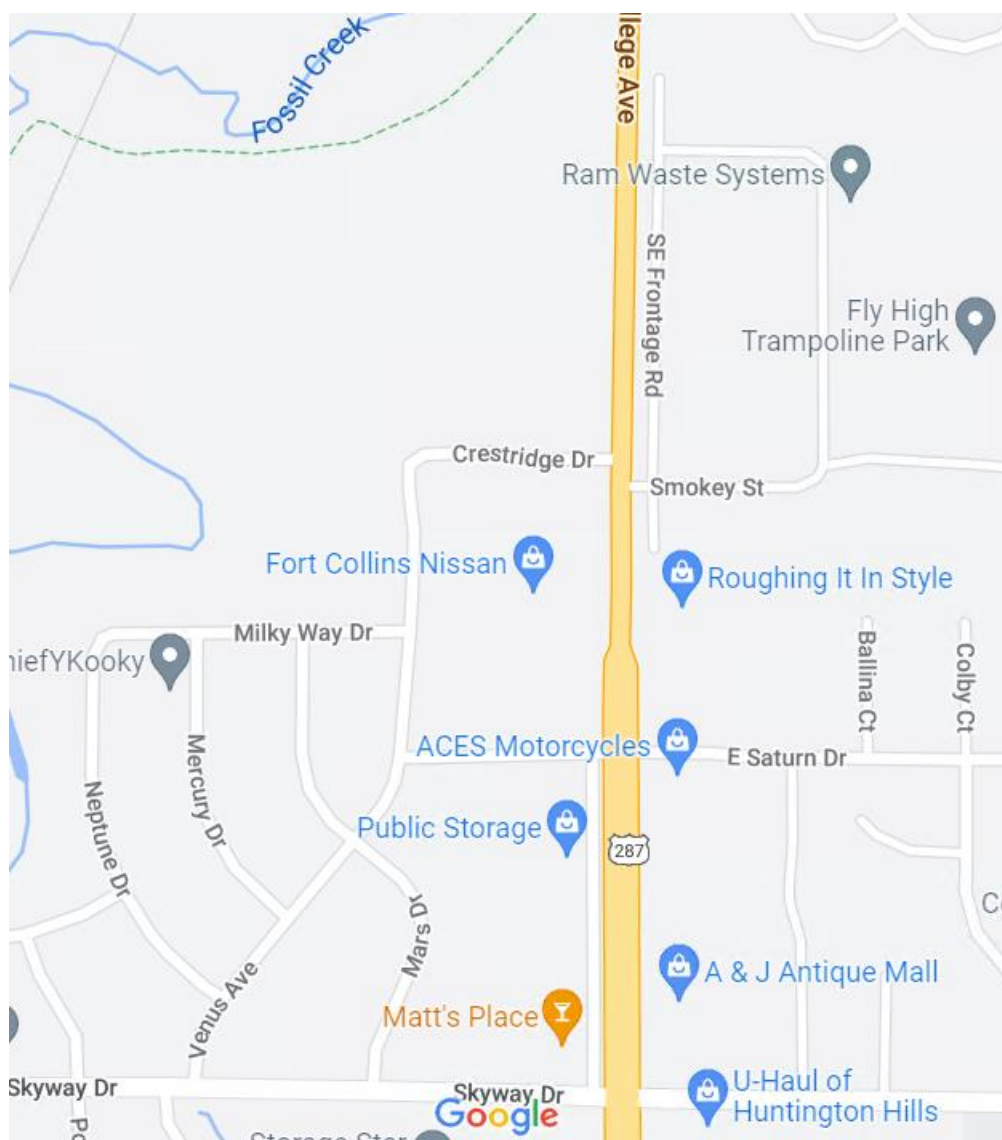 Fossil Creek
llege Ave
Ram Waste Systems
SE Frontage Rd
Fly High
Trampoline Park
Crestridge Dr
Smokey St
Fort Collins Nissan
Roughing It In Style
Milky Way Dr
hiefYKooky
Ballina Ct
Colby Ct
Mercury Dr
ACES Motorcycles
E Saturn Dr
Neptune Dr
Public Storage
287
Mars Dr
Venus Ave
A & J Antique Mall
Matt's Place
Skyway Dr
Skyway Dr
Google
U-Haul of
Huntington Hills
Storage Star